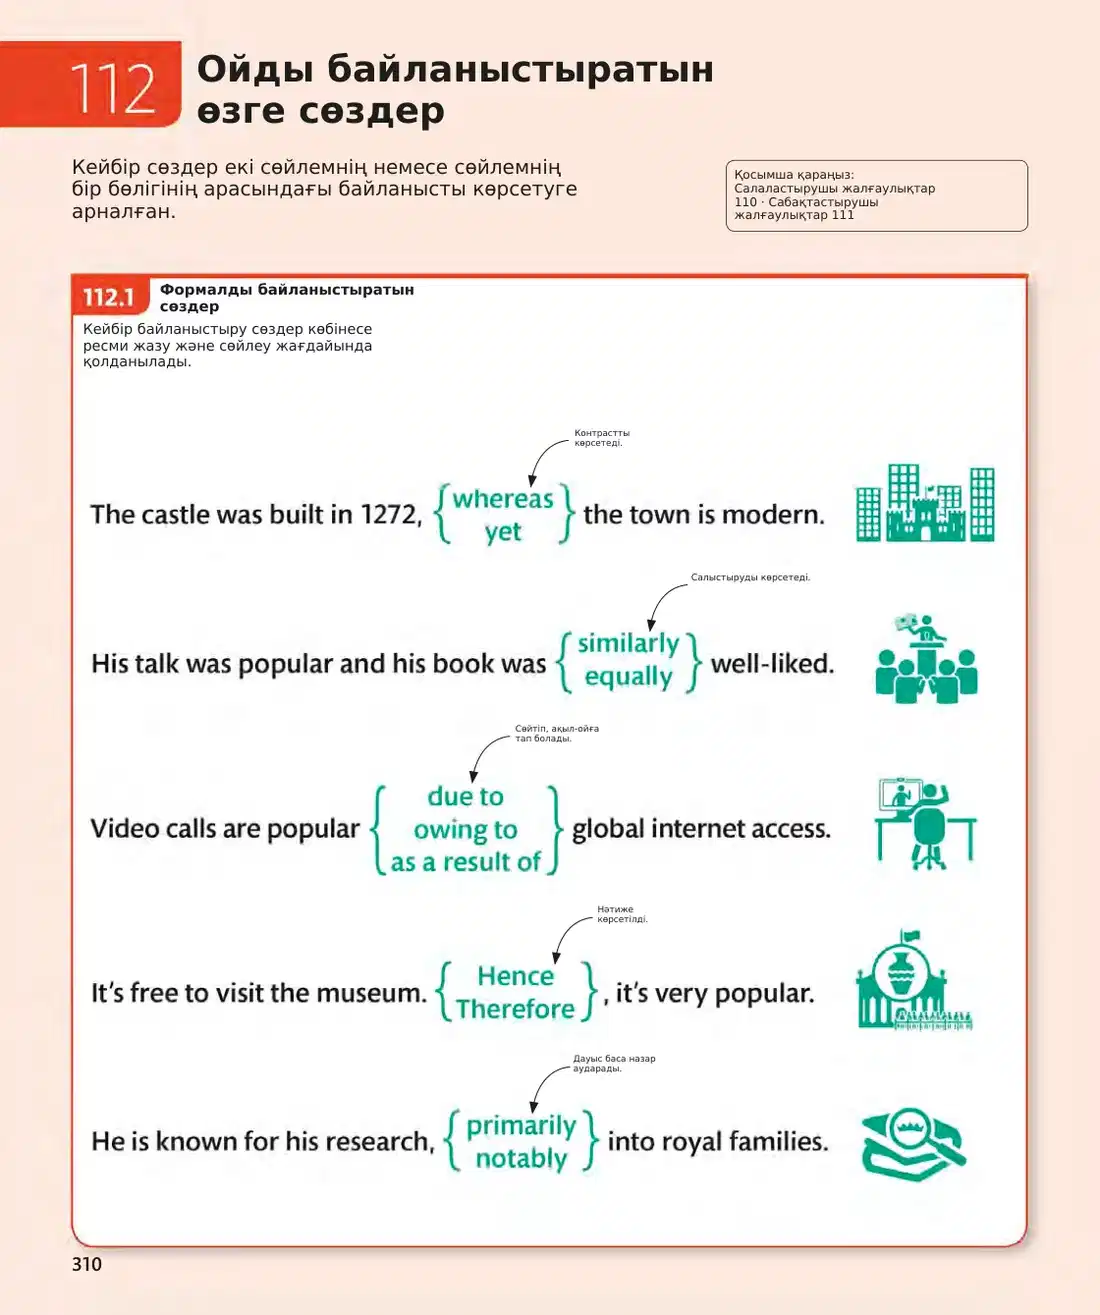 112
Ойды байланыстыратын
өзге сөздер
Кейбір сөздер екі сөйлемнің немесе сөйлемнің
бір бөлігінің арасындағы байланысты көрсетуге
арналған.
Қосымша қараңыз:
Салаластырушы жалғаулықтар
110 · Сабақтастырушы
жалғаулықтар 111
112.1
Формалды байланыстыратын
сөздер
Кейбір байланыстыру сөздер көбінесе
ресми жазу және сөйлеу жағдайында
қолданылады.
Контрастты
көрсетеді.
The castle was built in 1272, {whereas
yet} the town is modern.
Салыстыруды көрсетеді.
His talk was popular and his book was {similarly
equally} well-liked.
Сөйтіп, ақыл-ойға
тап болады.
Video calls are popular {due to
owing to
as a result of} global internet access.
Нәтиже
көрсетілді.
It's free to visit the museum. {Hence
Therefore}, it's very popular.
Дауыс баса назар
аударады.
He is known for his research, {primarily
notably} into royal families.
310